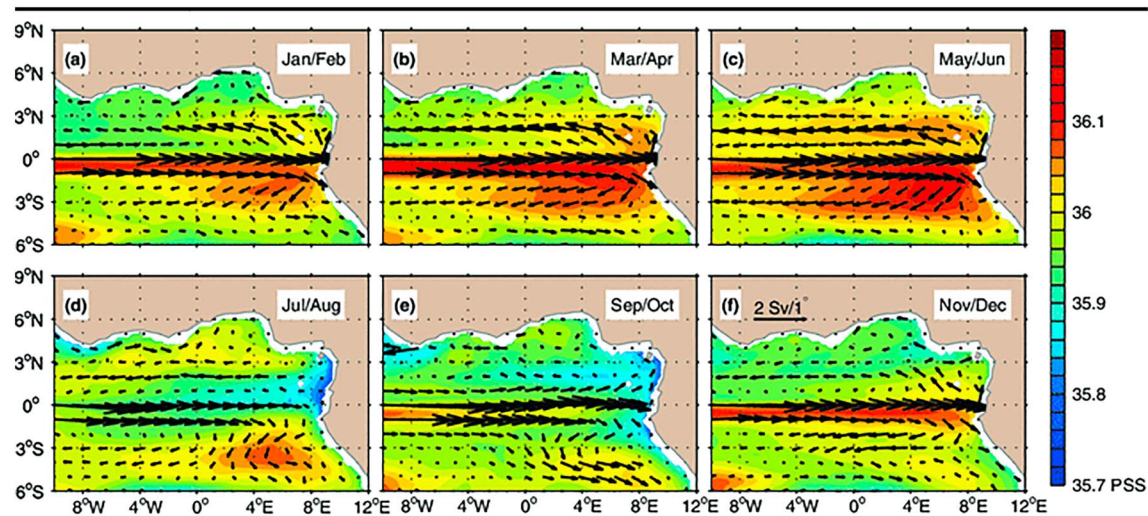 9°N
6°N
3°N
0°
3°S
6°S
(a) Jan/Feb
(b) Mar/Apr
(c) May/Jun
9°N
6°N
3°N
0°
3°S
6°S
(d) Jul/Aug
(e) Sep/Oct
(f) 2 Sv/1° Nov/Dec
8°W 4°W 0° 4°E 8°E 12°E
8°W 4°W 0° 4°E 8°E 12°E
8°W 4°W 0° 4°E 8°E 12°E
36.1
36
35.9
35.8
35.7 PSS